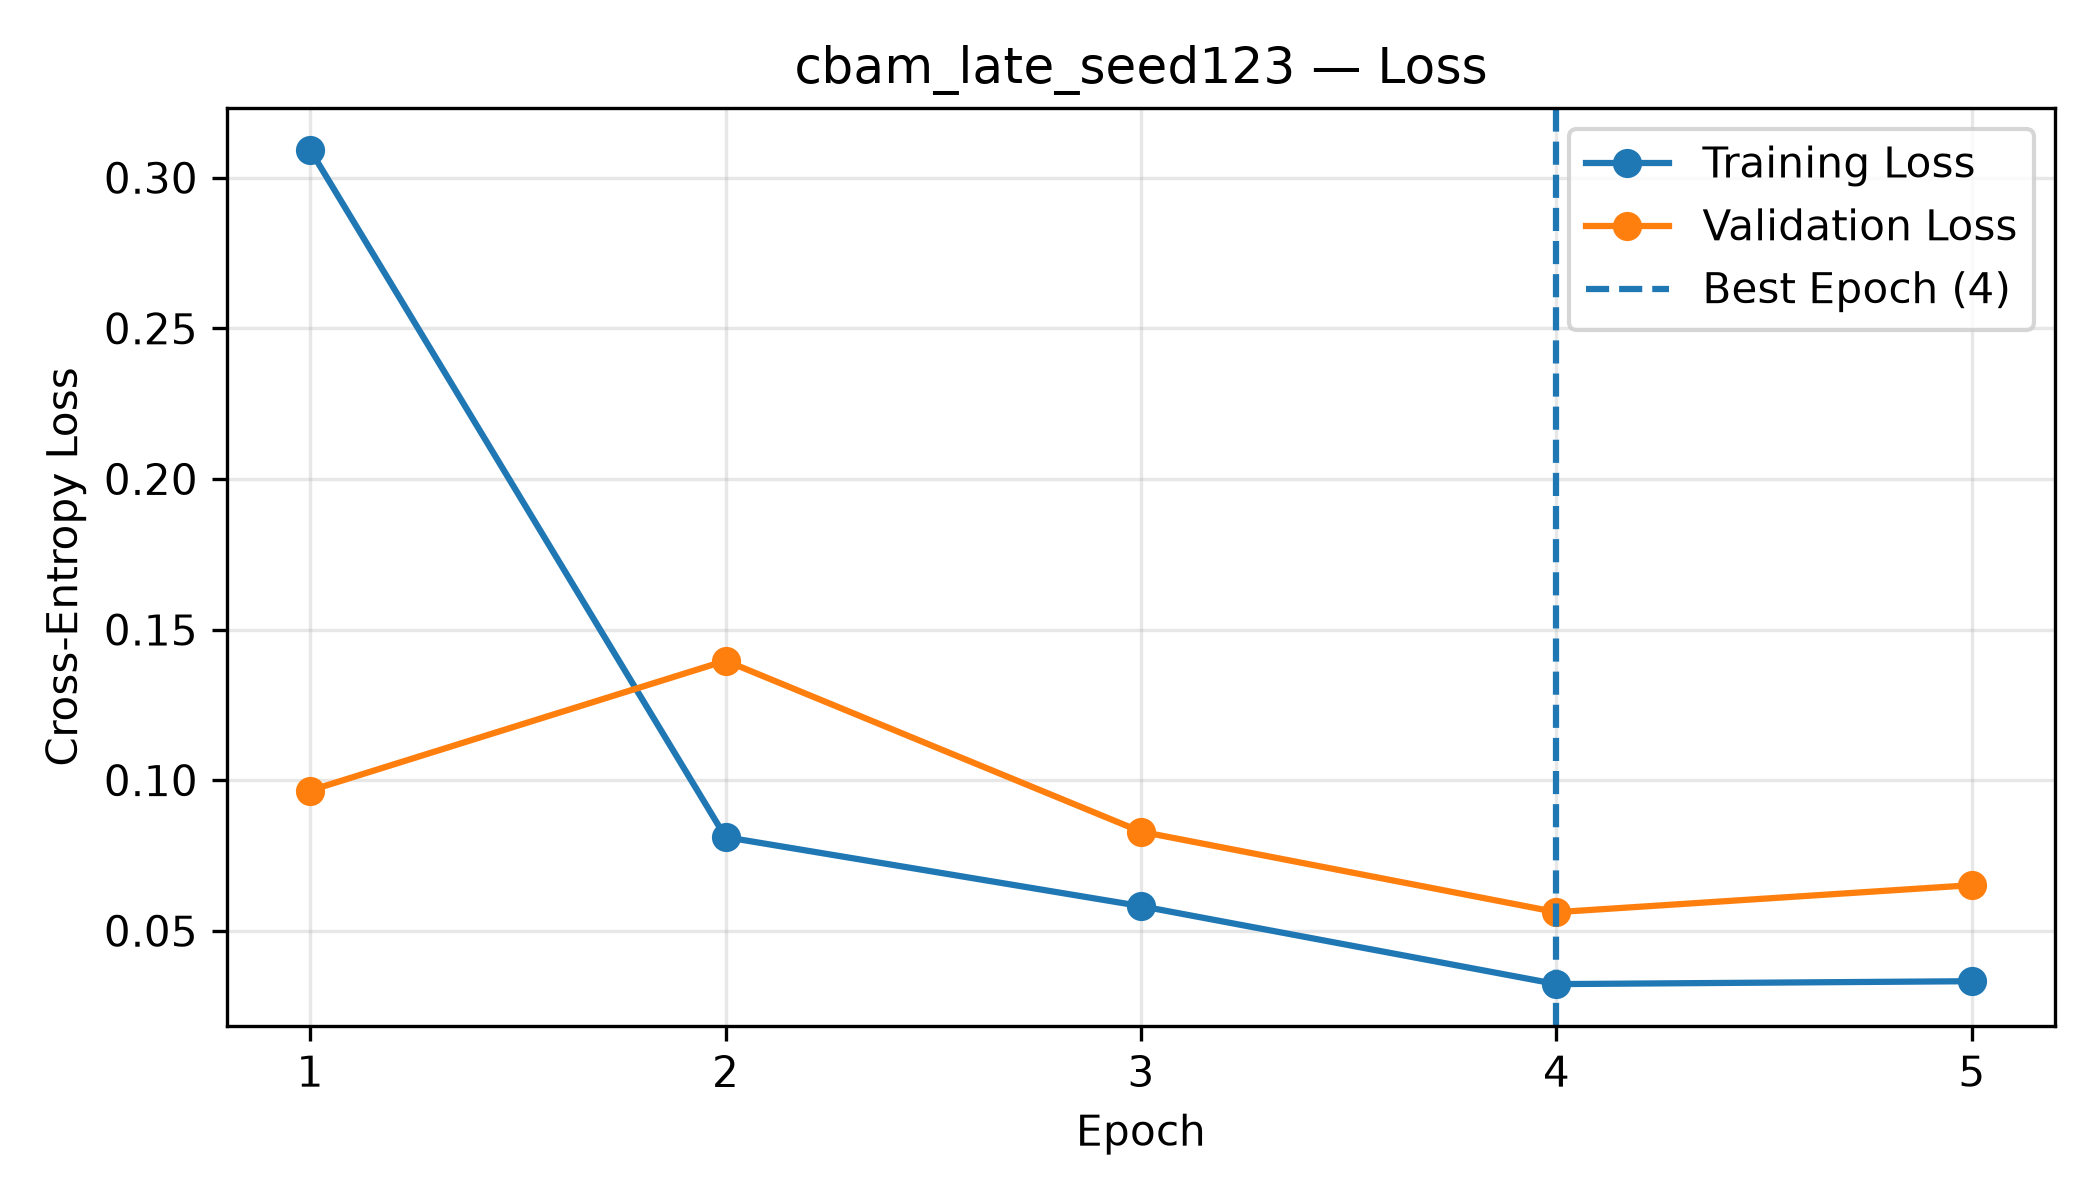 cbam_late_seed123 — Loss
Training Loss
Validation Loss
Best Epoch (4)
Cross-Entropy Loss
0.30
0.25
0.20
0.15
0.10
0.05
1 2 3 4 5
Epoch